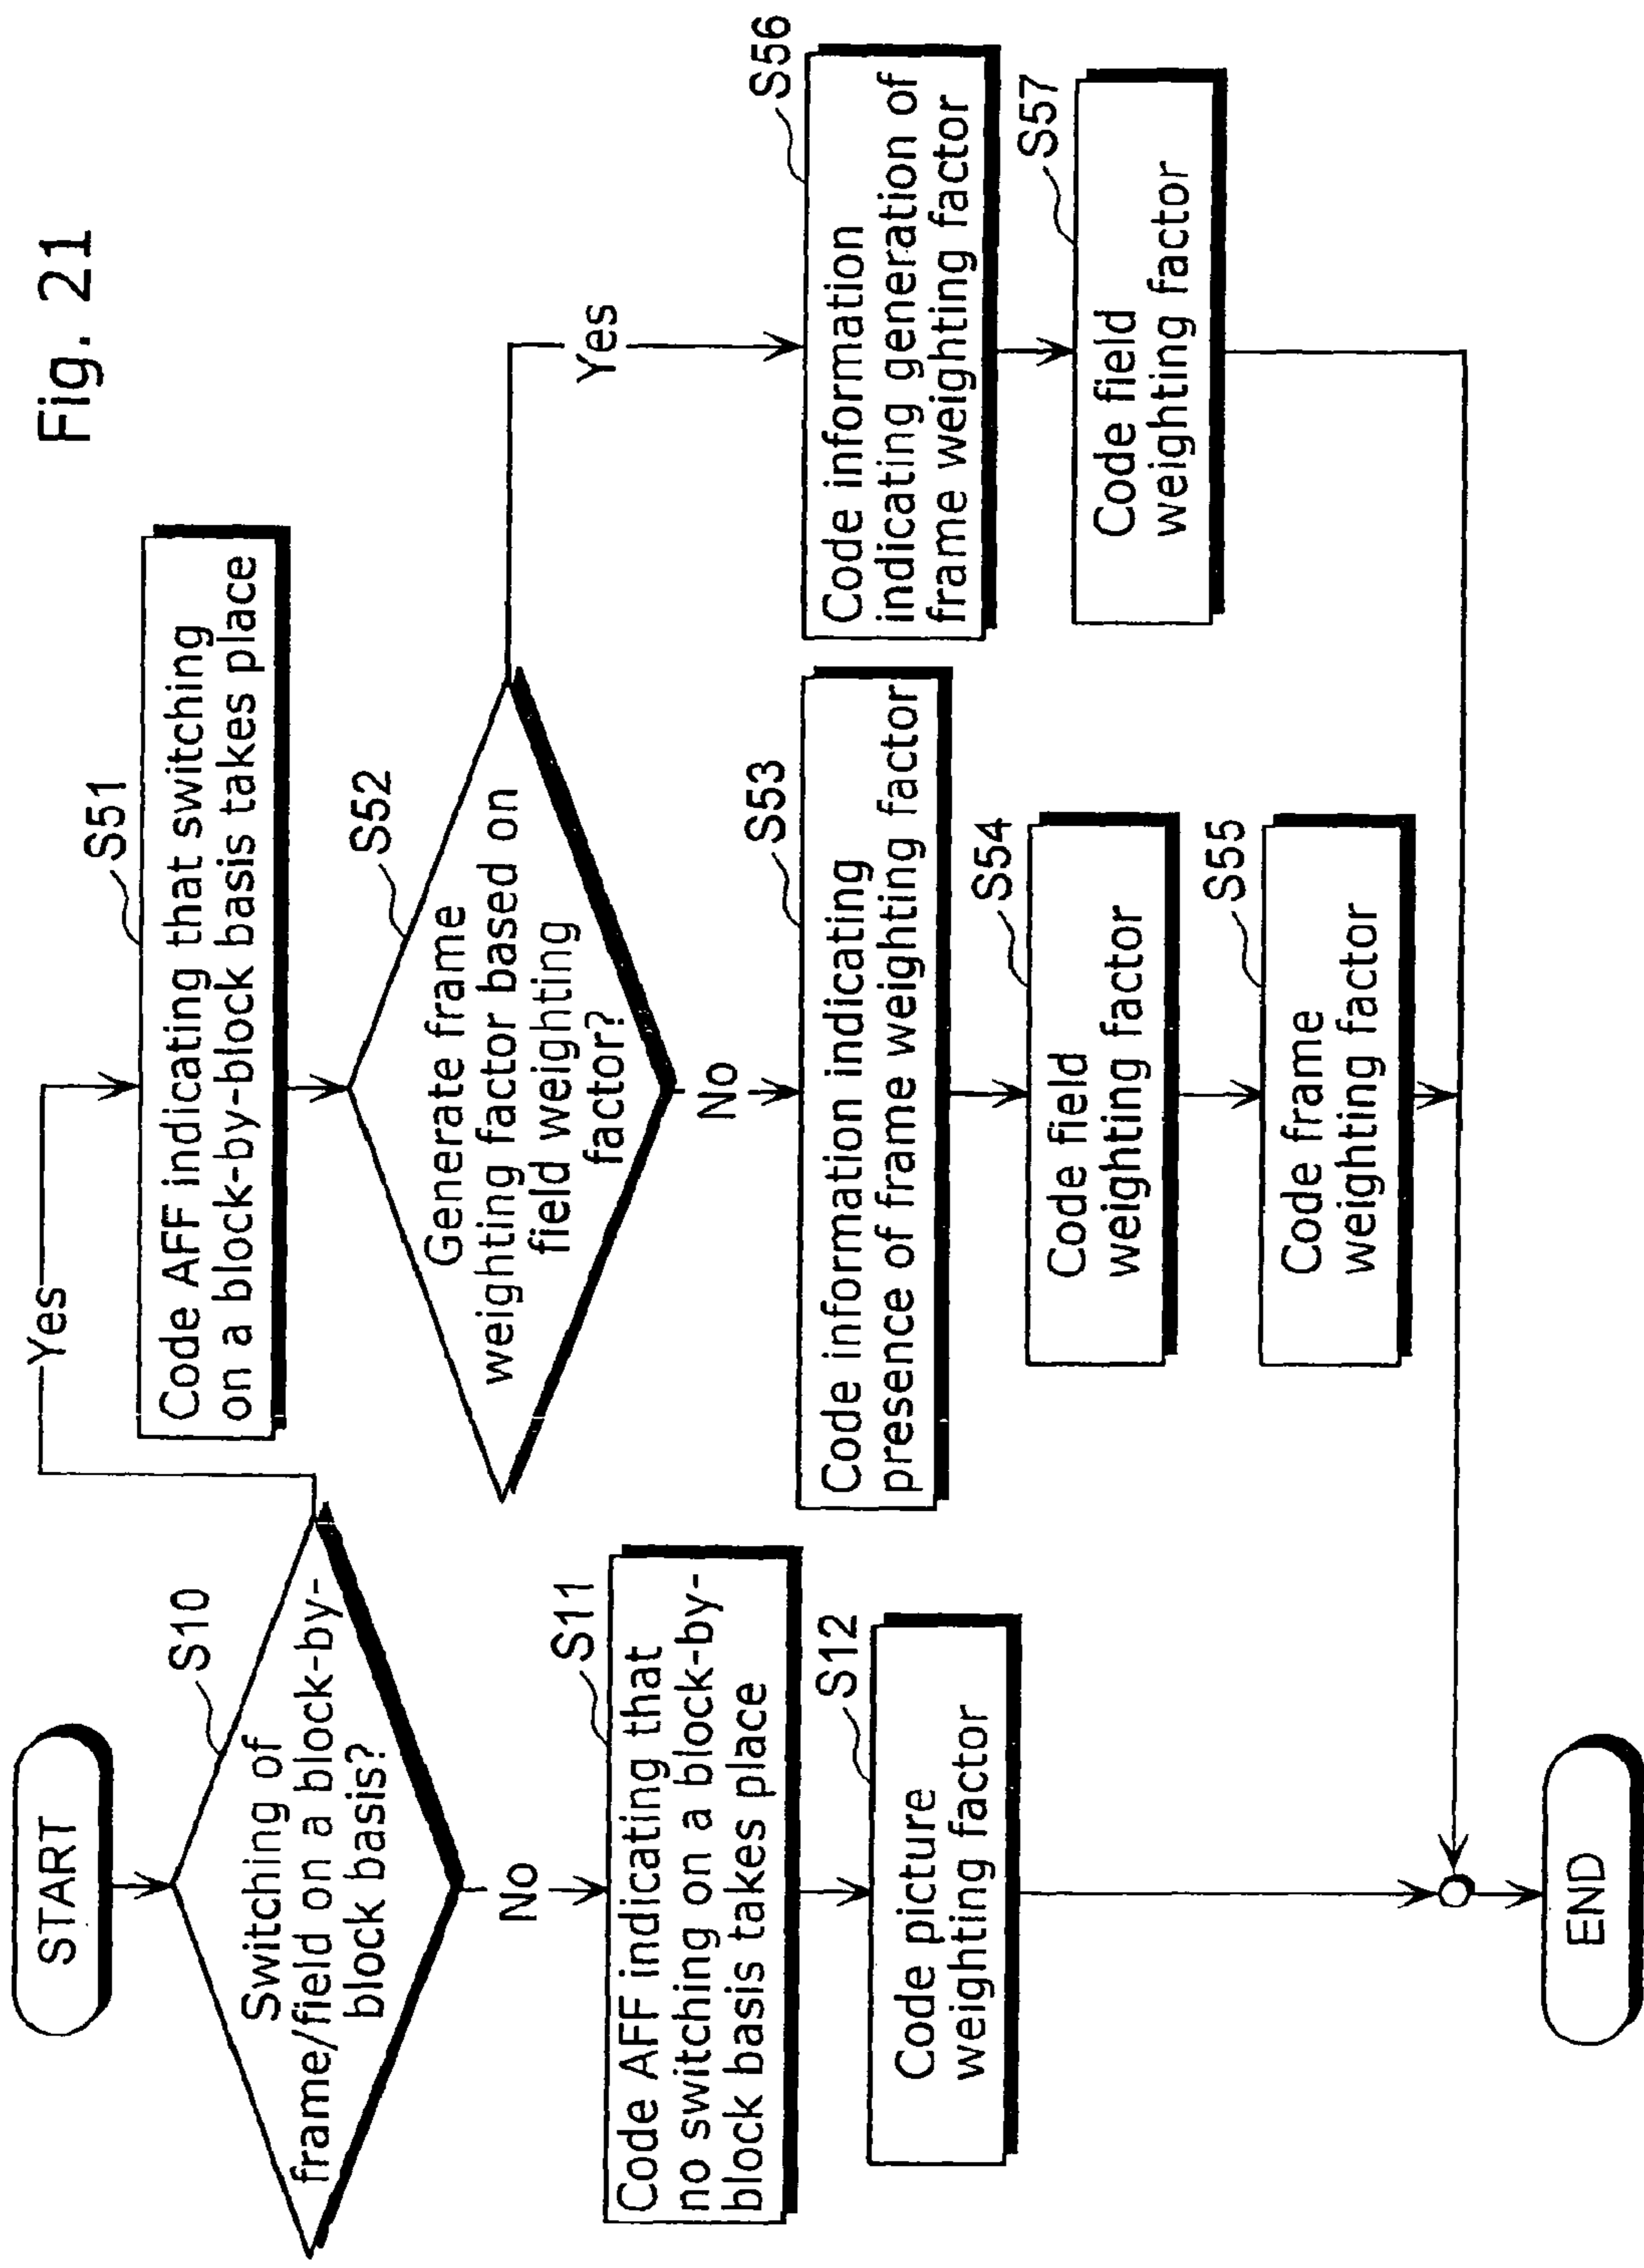 Fig. 21
START
S10
Switching of
frame/field on a block-by-
block basis?
Yes
No
S11
Code AFF indicating that
no switching on a block-by-
block basis takes place
S12
Code picture
weighting factor
S51
Code AFF indicating that switching
on a block-by-block basis takes place
S52
Generate frame
weighting factor based on
field weighting
factor?
Yes
No
S53
Code information indicating
presence of frame weighting factor
S54
Code field
weighting factor
S55
Code frame
weighting factor
S56
Code information
indicating generation of
frame weighting factor
S57
Code field
weighting factor
END